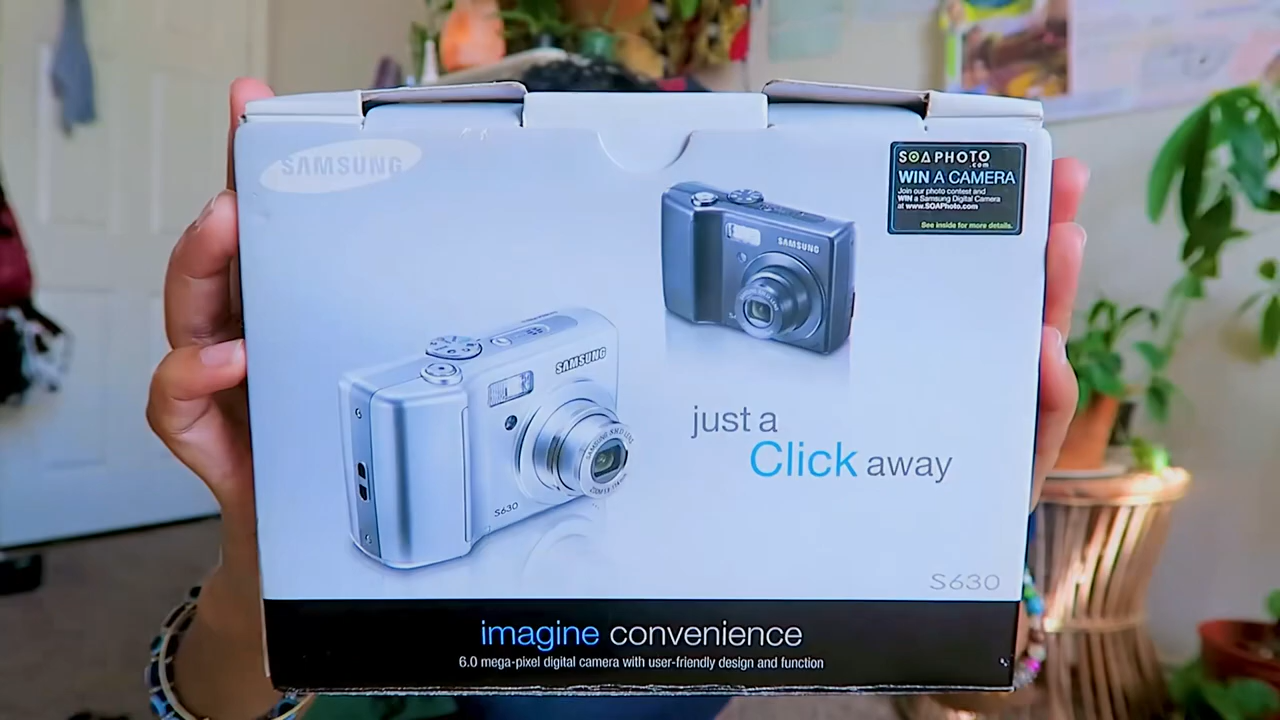 SAMSUNG
SOAPHOTO
.com
WIN A CAMERA
Join our photo contest and
WIN a Samsung Digital Camera
at www.SOAPhoto.com
See inside for more details.
SAMSUNG
SAMSUNG
S630
just a
Click away
S630
imagine convenience
6.0 mega-pixel digital camera with user-friendly design and function